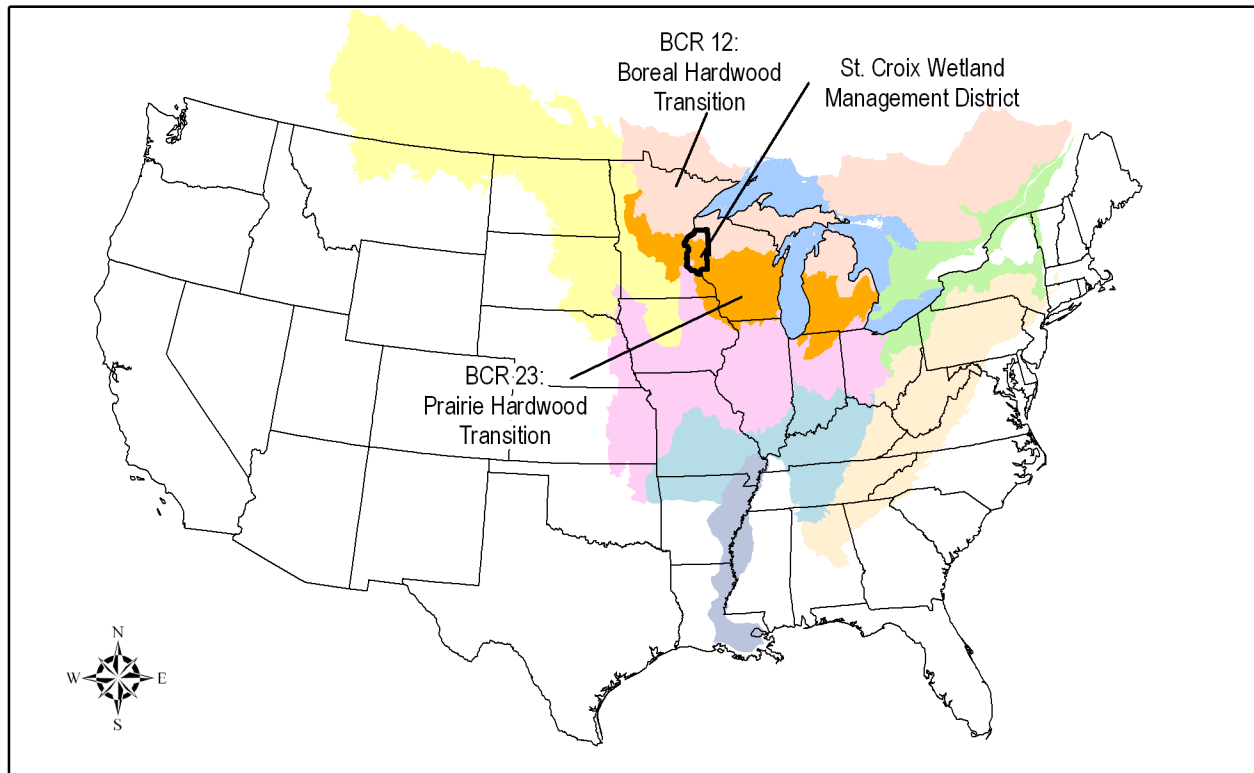 BCR 12:
Boreal Hardwood
Transition
St. Croix Wetland
Management District
BCR 23:
Prairie Hardwood
Transition
N
W
E
S